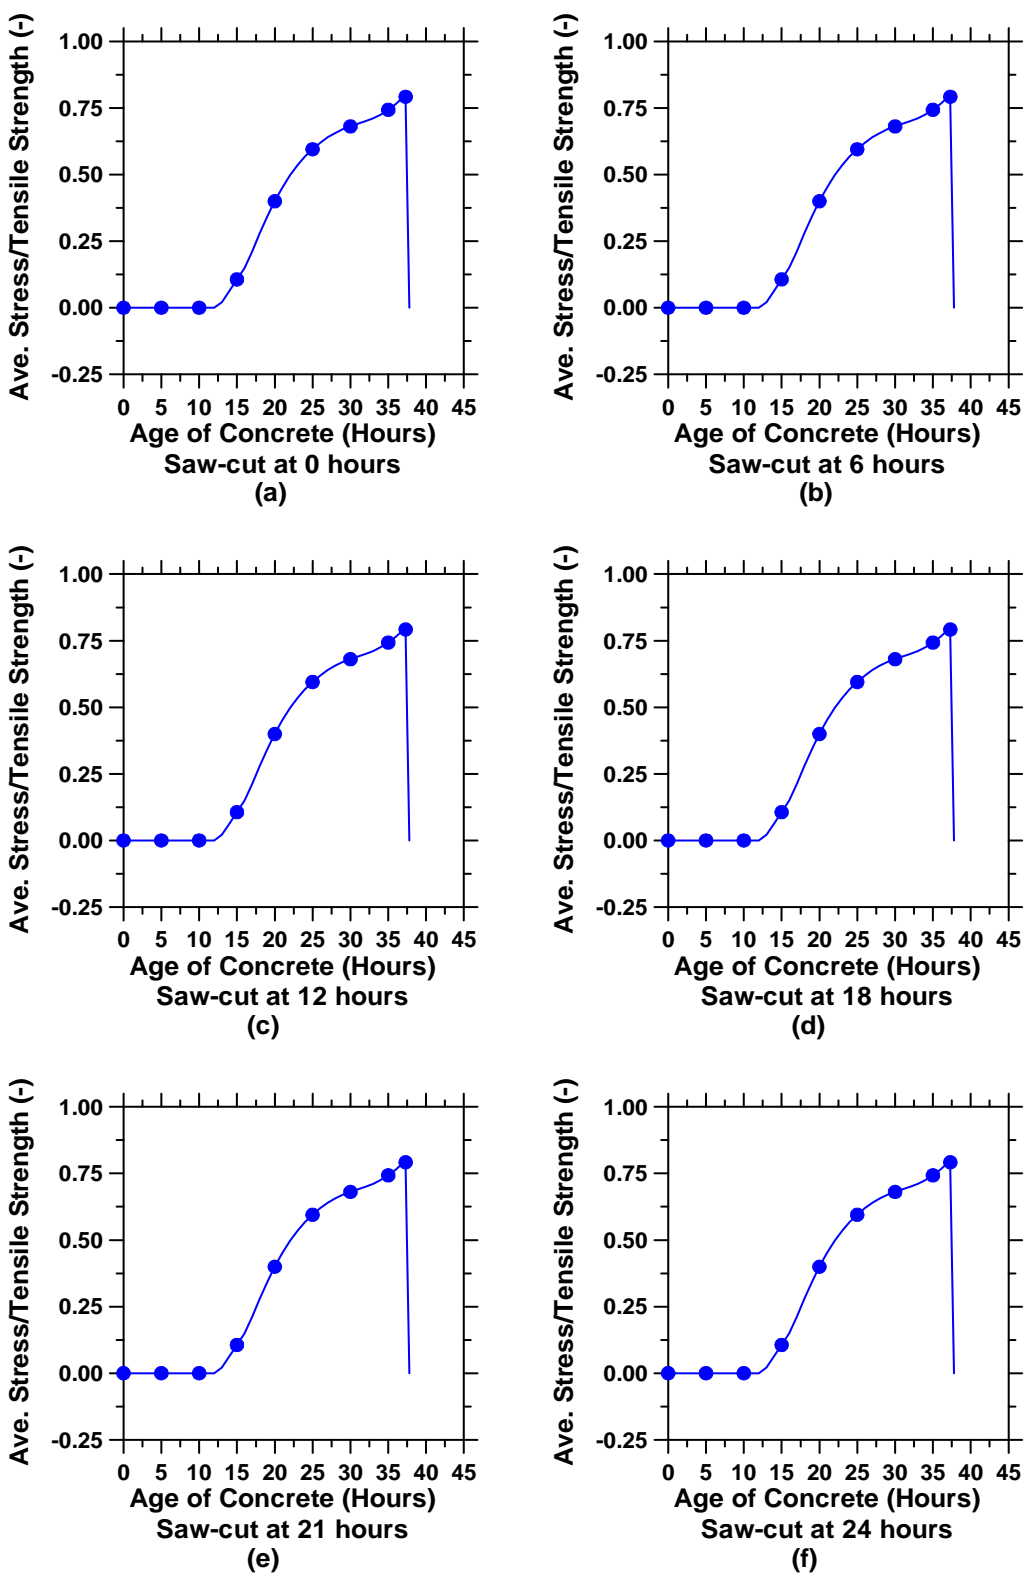 Ave. Stress/Tensile Strength (-)
1.00
0.75
0.50
0.25
0.00
-0.25
0 5 10 15 20 25 30 35 40 45
Age of Concrete (Hours)
Saw-cut at 0 hours
(a)
Ave. Stress/Tensile Strength (-)
1.00
0.75
0.50
0.25
0.00
-0.25
0 5 10 15 20 25 30 35 40 45
Age of Concrete (Hours)
Saw-cut at 6 hours
(b)
Ave. Stress/Tensile Strength (-)
1.00
0.75
0.50
0.25
0.00
-0.25
0 5 10 15 20 25 30 35 40 45
Age of Concrete (Hours)
Saw-cut at 12 hours
(c)
Ave. Stress/Tensile Strength (-)
1.00
0.75
0.50
0.25
0.00
-0.25
0 5 10 15 20 25 30 35 40 45
Age of Concrete (Hours)
Saw-cut at 18 hours
(d)
Ave. Stress/Tensile Strength (-)
1.00
0.75
0.50
0.25
0.00
-0.25
0 5 10 15 20 25 30 35 40 45
Age of Concrete (Hours)
Saw-cut at 21 hours
(e)
Ave. Stress/Tensile Strength (-)
1.00
0.75
0.50
0.25
0.00
-0.25
0 5 10 15 20 25 30 35 40 45
Age of Concrete (Hours)
Saw-cut at 24 hours
(f)